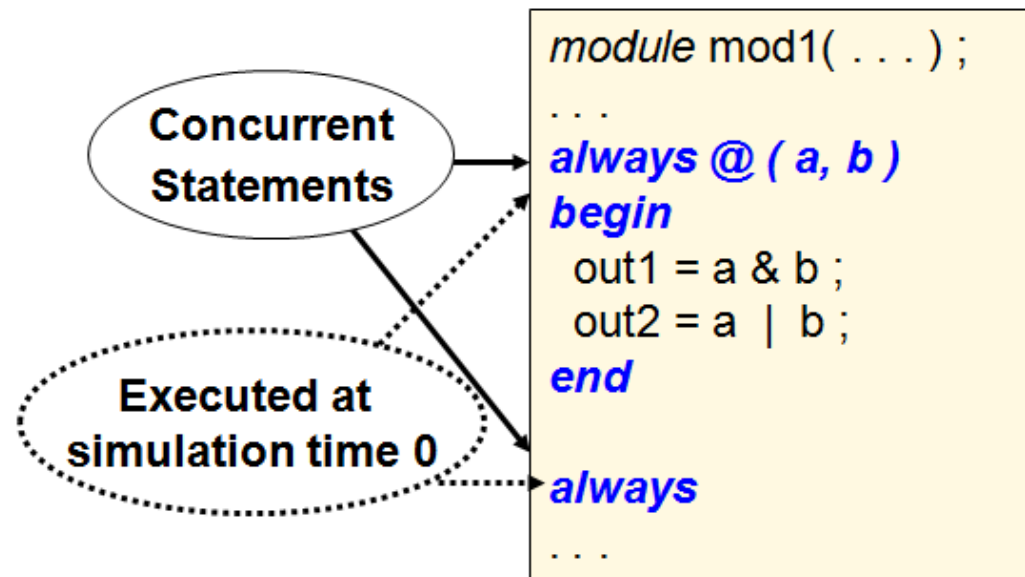 Concurrent
Statements
Executed at
simulation time 0
module mod1( . . . ) ;
. . .
always @ ( a, b )
begin
out1 = a & b ;
out2 = a | b ;
end
always
. . .